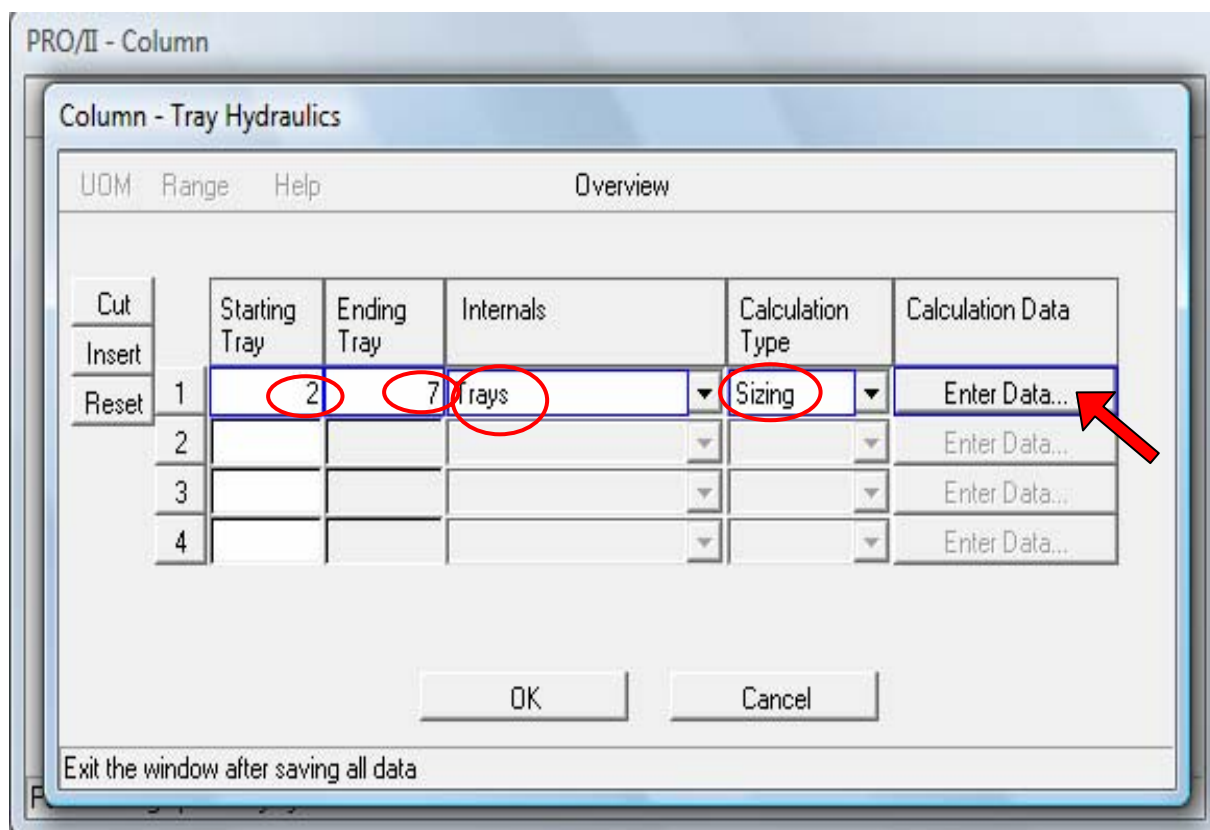 PRO/II - Column
Column - Tray Hydraulics
UOM Range Help Overview
Cut
Insert
Reset
Starting Tray Ending Tray Internals Calculation Type Calculation Data
1 2 7 Trays Sizing Enter Data...
2 Enter Data...
3 Enter Data...
4 Enter Data...
OK Cancel
Exit the window after saving all data